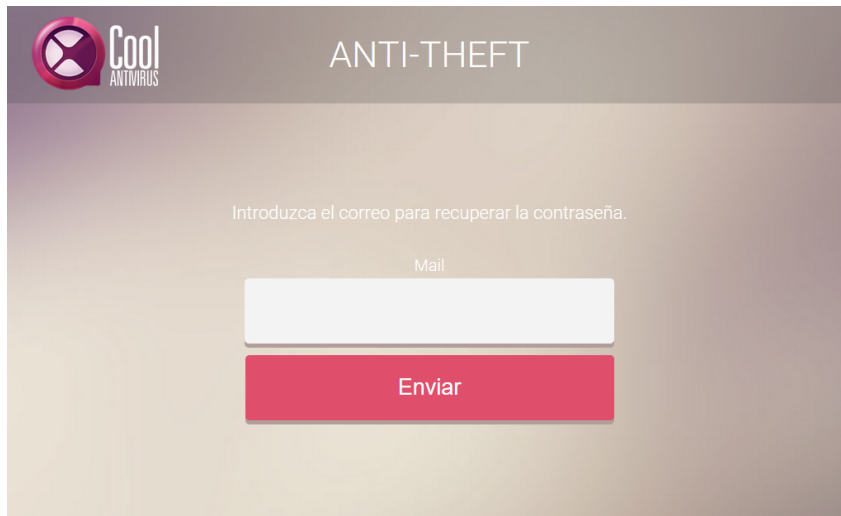 Cool
ANTIVIRUS
ANTI-THEFT
Introduzca el correo para recuperar la contraseña.
Mail
Enviar